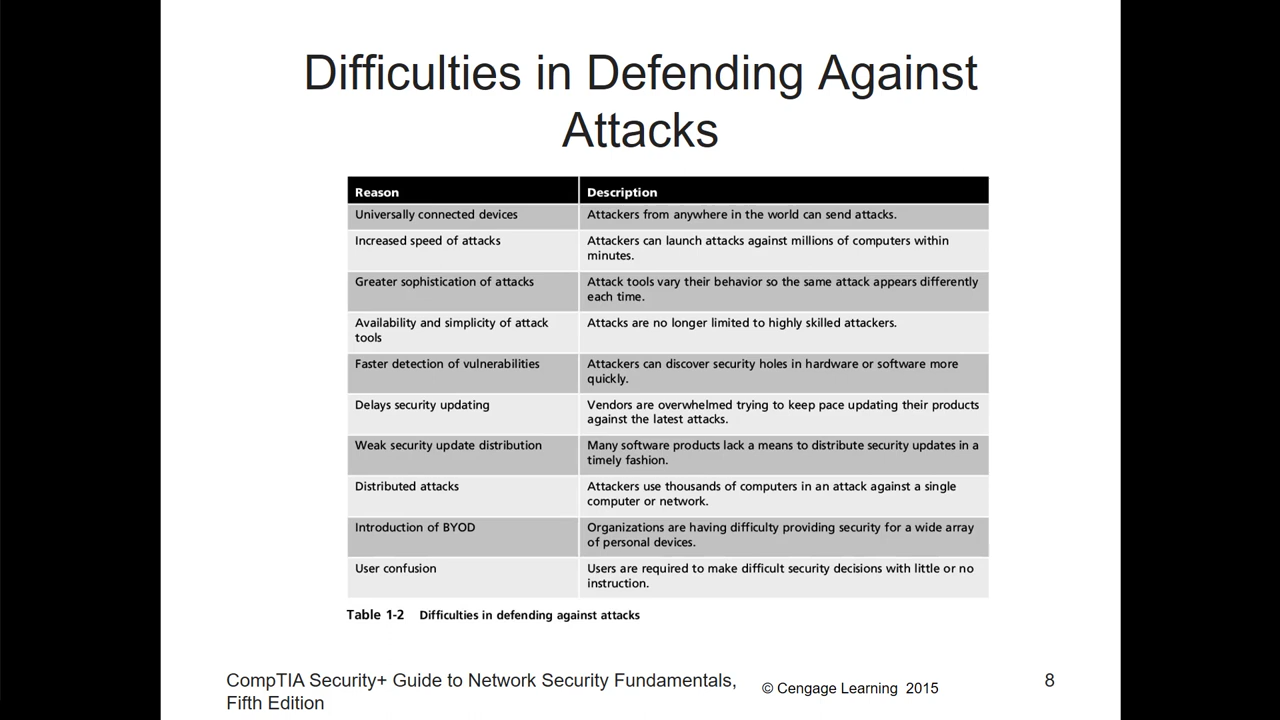 Difficulties in Defending Against
Attacks
Reason Description
Universally connected devices Attackers from anywhere in the world can send attacks.
Increased speed of attacks Attackers can launch attacks against millions of computers within
minutes.
Greater sophistication of attacks Attack tools vary their behavior so the same attack appears differently
each time.
Availability and simplicity of attack Attacks are no longer limited to highly skilled attackers.
tools
Faster detection of vulnerabilities Attackers can discover security holes in hardware or software more
quickly.
Delays security updating Vendors are overwhelmed trying to keep pace updating their products
against the latest attacks.
Weak security update distribution Many software products lack a means to distribute security updates in a
timely fashion.
Distributed attacks Attackers use thousands of computers in an attack against a single
computer or network.
Introduction of BYOD Organizations are having difficulty providing security for a wide array
of personal devices.
User confusion Users are required to make difficult security decisions with little or no
instruction.
Table 1-2 Difficulties in defending against attacks
CompTIA Security+ Guide to Network Security Fundamentals, © Cengage Learning 2015 8
Fifth Edition